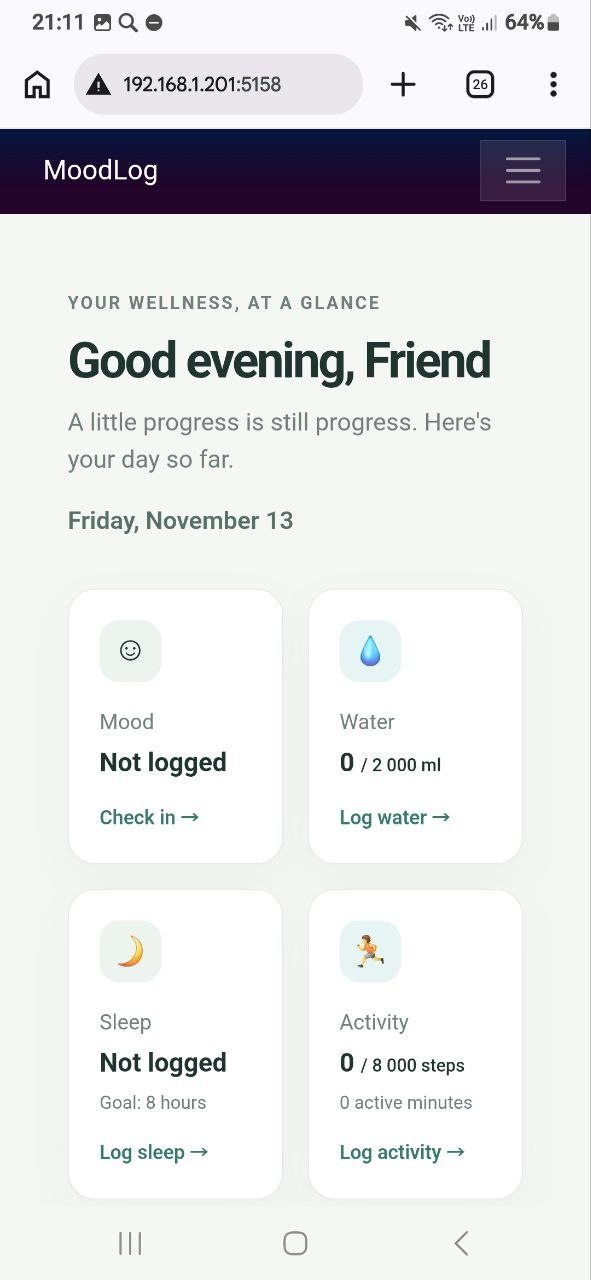 21:11
Vo))
LTE
64%
192.168.1.201:5158
26
MoodLog
YOUR WELLNESS, AT A GLANCE
Good evening, Friend
A little progress is still progress. Here's
your day so far.
Friday, November 13
Mood
Not logged
Check in →
Water
0 / 2 000 ml
Log water →
Sleep
Not logged
Goal: 8 hours
Log sleep →
Activity
0 / 8 000 steps
0 active minutes
Log activity →